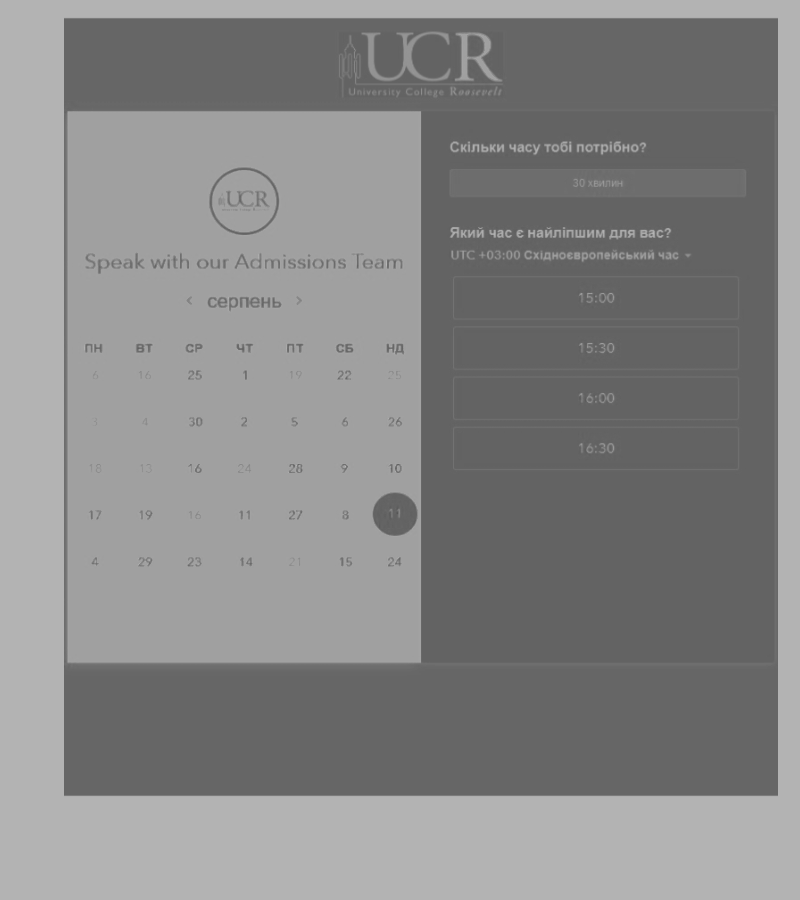 UCR
University College Roosevelt
UCR
Speak with our Admissions Team
< серпень >
ПН ВТ СР ЧТ ПТ СБ НД
6 16 25 1 19 22 25
3 4 30 2 5 6 26
18 13 16 24 28 9 10
17 19 16 11 27 8 11
4 29 23 14 21 15 24
Скільки часу тобі потрібно?
30 хвилин
Який час є найліпшим для вас?
UTC +03:00 Східноєвропейський час
15:00
15:30
16:00
16:30